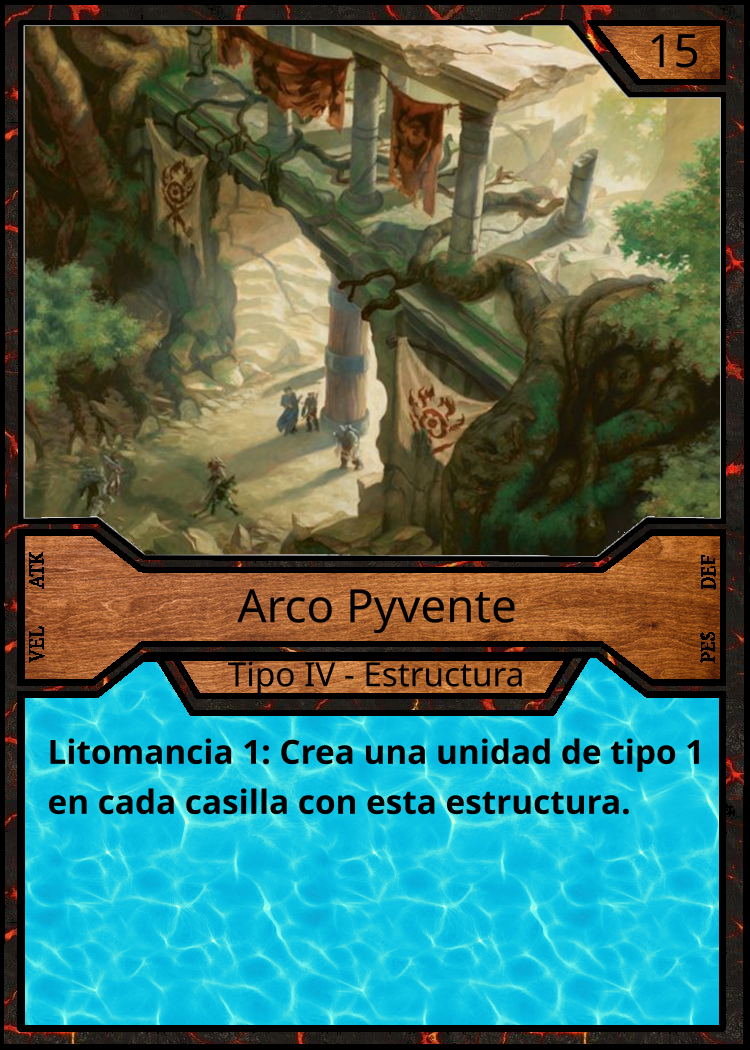 15
ATK
DEF
Arco Pyvente
VEL
PES
Tipo IV - Estructura
Litomancia 1: Crea una unidad de tipo 1
en cada casilla con esta estructura.